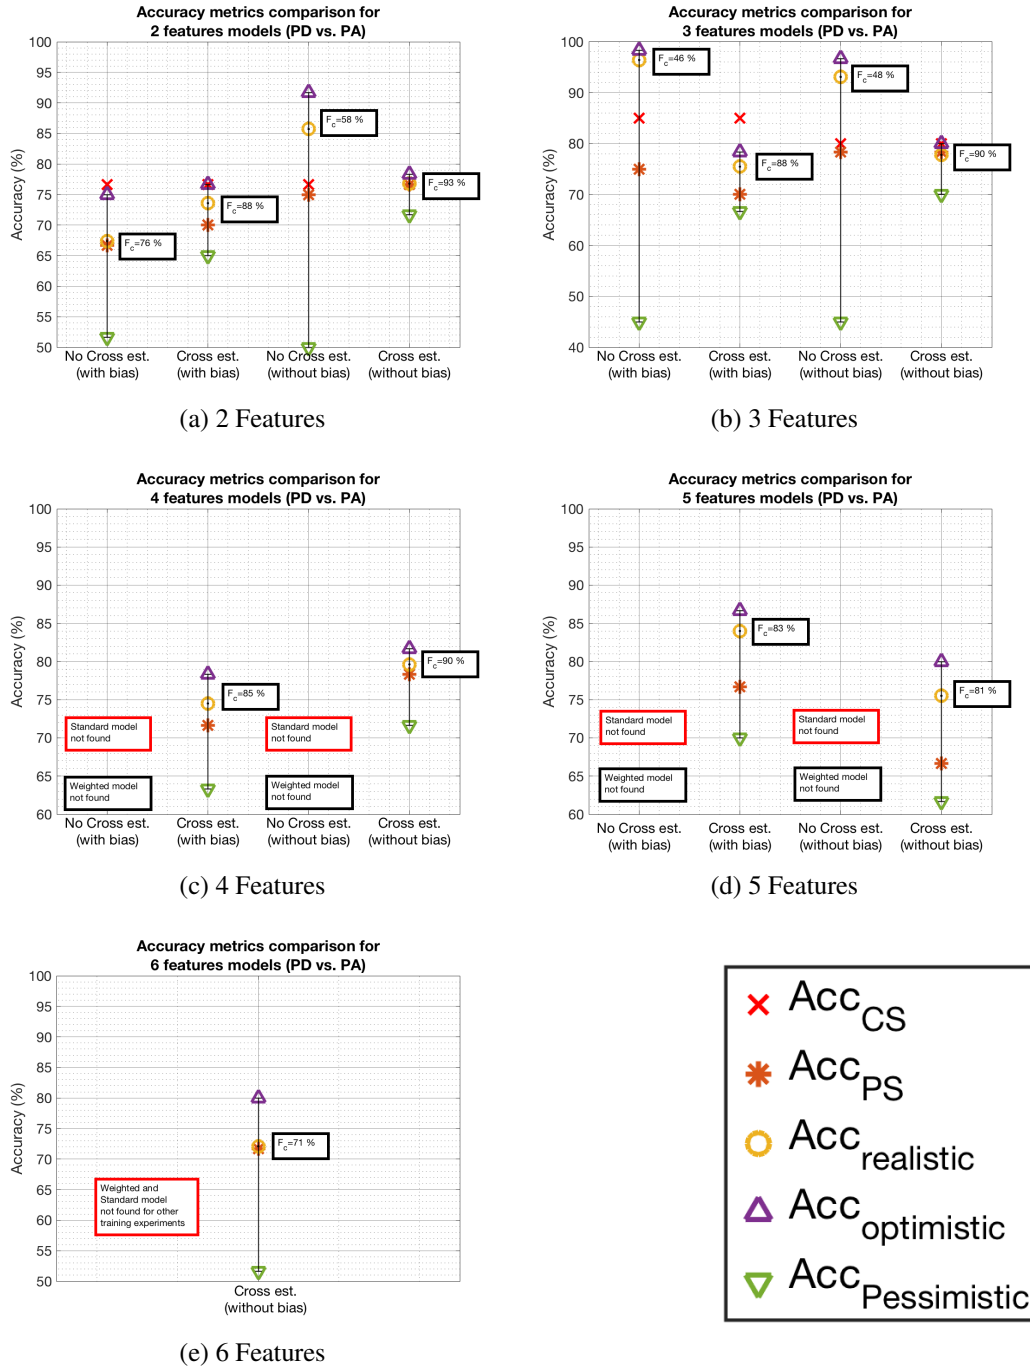 Accuracy metrics comparison for
2 features models (PD vs. PA)
Accuracy (%)
100
95
90
85
80
75
70
65
60
55
50
F_c=76 %
F_c=88 %
F_c=58 %
F_c=93 %
No Cross est.
(with bias)
Cross est.
(with bias)
No Cross est.
(without bias)
Cross est.
(without bias)
(a) 2 Features
Accuracy metrics comparison for
3 features models (PD vs. PA)
Accuracy (%)
100
90
80
70
60
50
40
F_c=46 %
F_c=88 %
F_c=48 %
F_c=90 %
No Cross est.
(with bias)
Cross est.
(with bias)
No Cross est.
(without bias)
Cross est.
(without bias)
(b) 3 Features
Accuracy metrics comparison for
4 features models (PD vs. PA)
Accuracy (%)
100
95
90
85
80
75
70
65
60
Standard model
not found
Weighted model
not found
F_c=85 %
Standard model
not found
Weighted model
not found
F_c=90 %
No Cross est.
(with bias)
Cross est.
(with bias)
No Cross est.
(without bias)
Cross est.
(without bias)
(c) 4 Features
Accuracy metrics comparison for
5 features models (PD vs. PA)
Accuracy (%)
100
95
90
85
80
75
70
65
60
Standard model
not found
Weighted model
not found
F_c=83 %
Standard model
not found
Weighted model
not found
F_c=81 %
No Cross est.
(with bias)
Cross est.
(with bias)
No Cross est.
(without bias)
Cross est.
(without bias)
(d) 5 Features
Accuracy metrics comparison for
6 features models (PD vs. PA)
Accuracy (%)
100
95
90
85
80
75
70
65
60
55
50
F_c=71 %
Weighted and
Standard model
not found for other
training experiments
Cross est.
(without bias)
(e) 6 Features
Acc_CS
Acc_PS
Acc_realistic
Acc_optimistic
Acc_Pessimistic